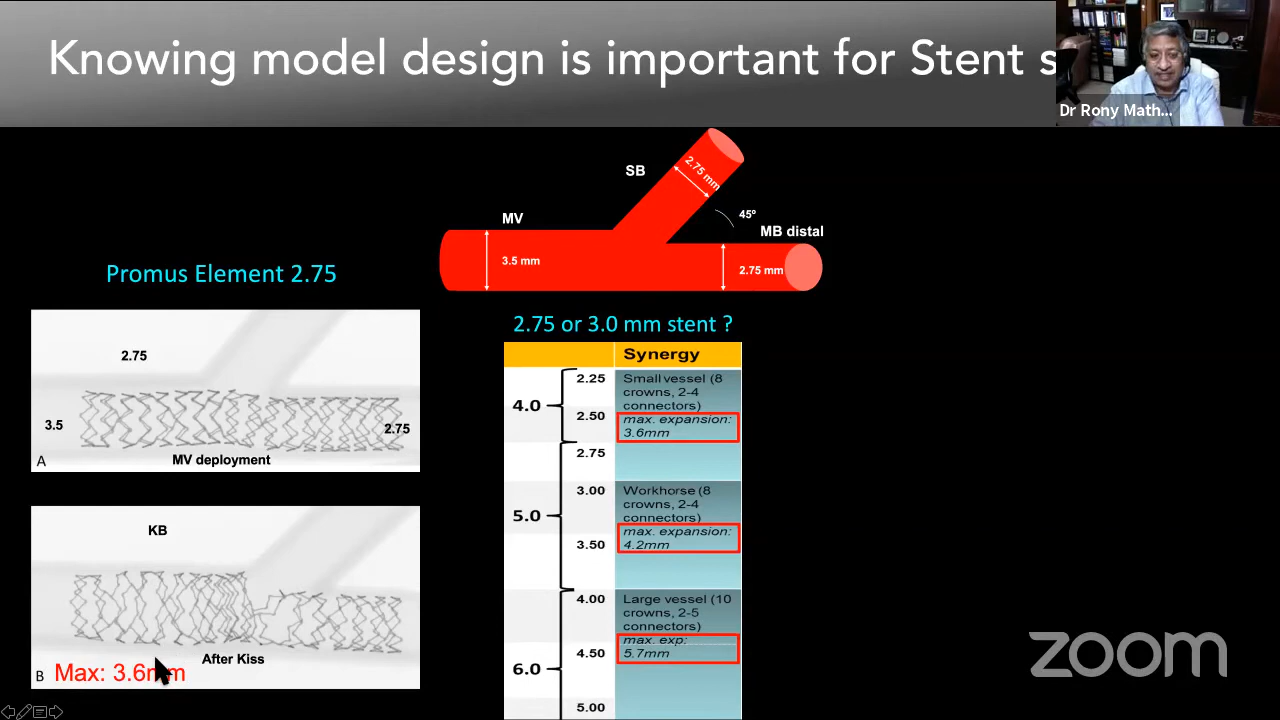 Knowing model design is important for Stent s
Dr Rony Math...
SB
2.75 mm
45º
MV
MB distal
3.5 mm
2.75 mm
Promus Element 2.75
2.75
3.5
2.75
A
MV deployment
KB
After Kiss
B
Max: 3.6mm
2.75 or 3.0 mm stent ?
Synergy
4.0
2.25
2.50
Small vessel (8
crowns, 2-4
connectors)
max. expansion:
3.6mm
2.75
5.0
3.00
3.50
Workhorse (8
crowns, 2-4
connectors)
max. expansion:
4.2mm
4.00
Large vessel (10
crowns, 2-5
connectors)
max. exp:
5.7mm
4.50
6.0
5.00
zoom